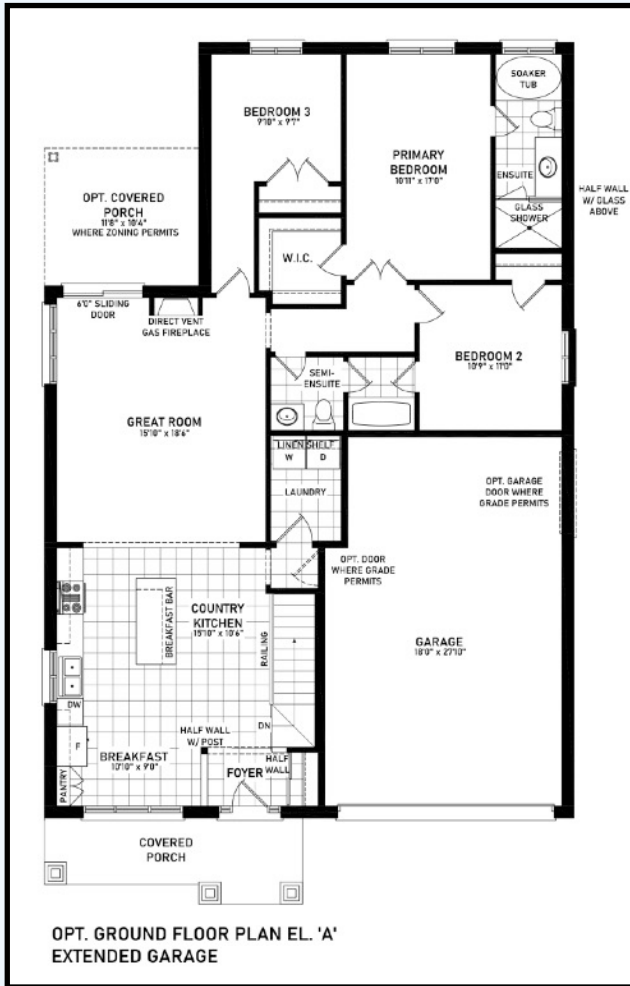 SOAKER
TUB
BEDROOM 3
9'10" x 9'7"
PRIMARY
BEDROOM
10'11" x 17'0"
ENSUITE
HALF WALL
W/ GLASS
ABOVE
GLASS
SHOWER
OPT. COVERED
PORCH
11'8" x 10'4"
WHERE ZONING PERMITS
W.I.C.
6'0" SLIDING
DOOR
DIRECT VENT
GAS FIREPLACE
BEDROOM 2
10'9" x 11'0"
SEMI-
ENSUITE
GREAT ROOM
15'10" x 18'6"
LINEN SHELF
W
D
LAUNDRY
OPT. GARAGE
DOOR WHERE
GRADE PERMITS
OPT. DOOR
WHERE GRADE
PERMITS
BREAKFAST BAR
COUNTRY
KITCHEN
15'10" x 10'6"
RAILING
GARAGE
18'0" x 27'10"
DW
DN
HALF WALL
W/ POST
F
BREAKFAST
10'10" x 9'0"
HALF
WALL
FOYER
PANTRY
COVERED
PORCH
OPT. GROUND FLOOR PLAN EL. 'A'
EXTENDED GARAGE